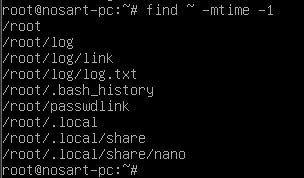 root@nosart-pc:~# find ~ -mtime -1
/root
/root/log
/root/log/link
/root/log/log.txt
/root/.bash_history
/root/passwdlink
/root/.local
/root/.local/share
/root/.local/share/nano
root@nosart-pc:~#